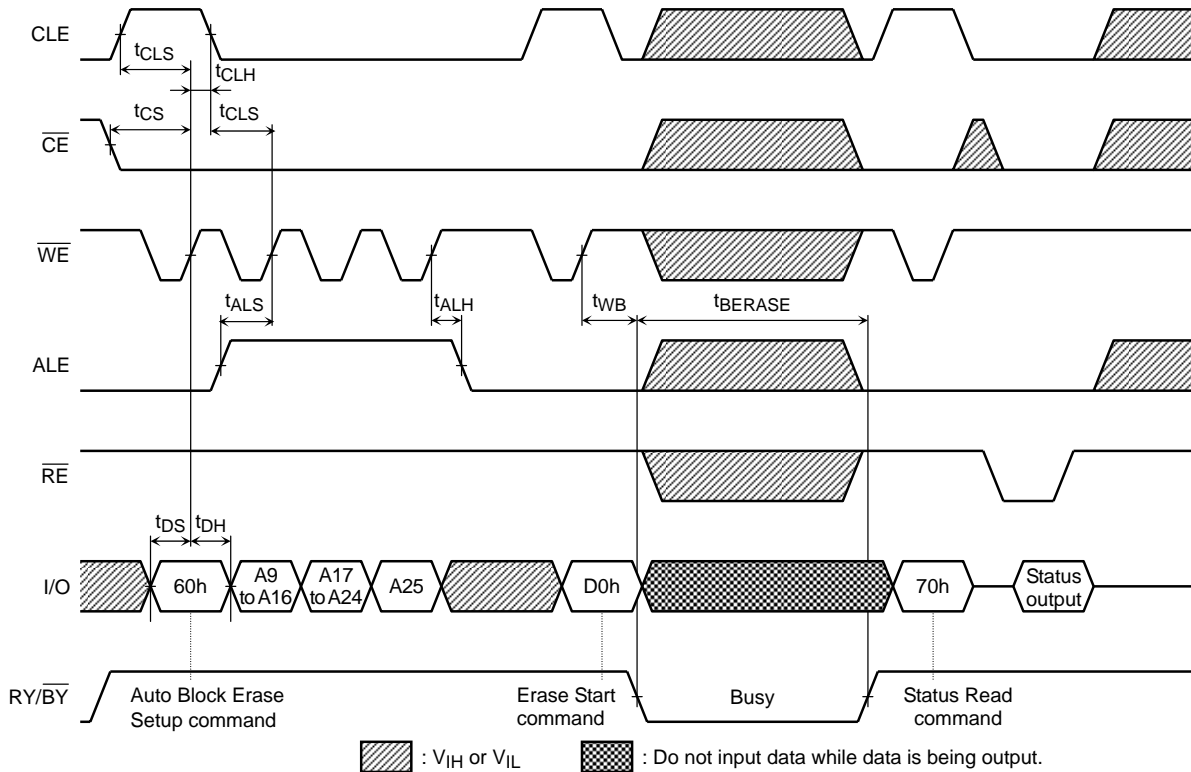 CLE
tCLS
tCLH
tCS
tCLS
CE
WE
tALS
tALH
tWB
tBERASE
ALE
RE
tDS
tDH
I/O
60h
A9
to A16
A17
to A24
A25
D0h
70h
Status
output
RY/BY
Auto Block Erase
Setup command
Erase Start
command
Busy
Status Read
command
: VIH or VIL
: Do not input data while data is being output.